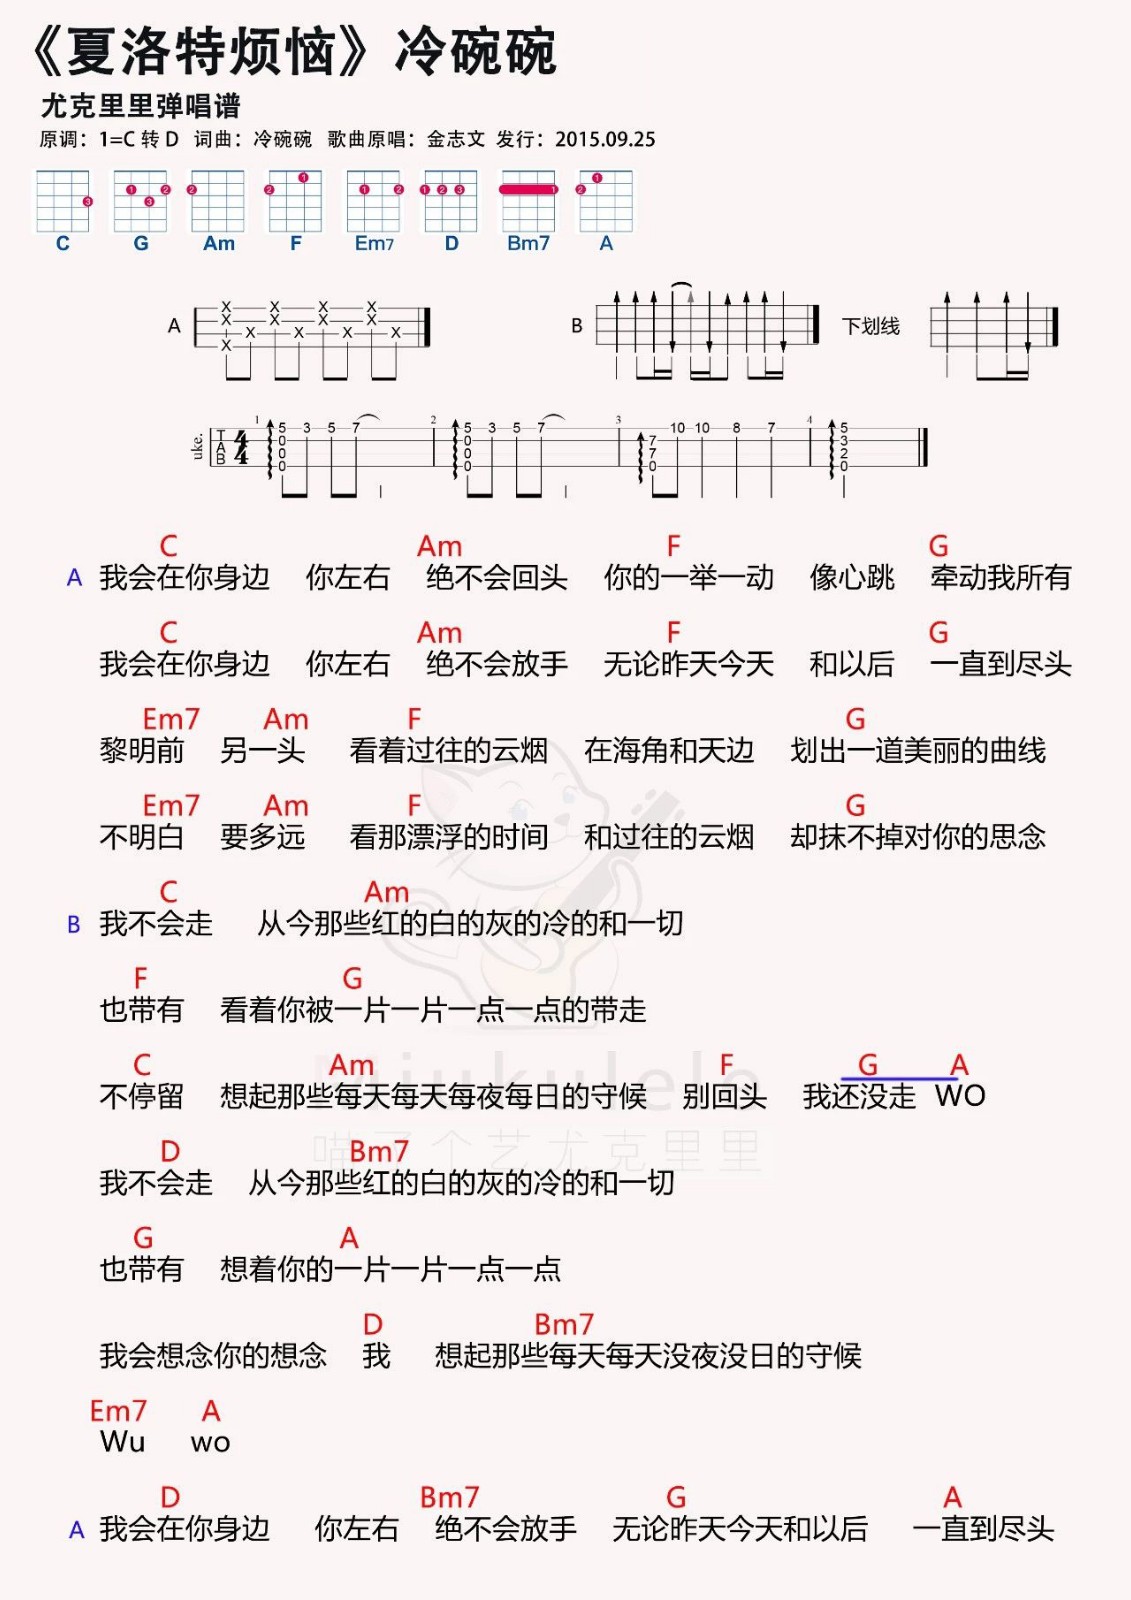 《夏洛特烦恼》冷碗碗
尤克里里弹唱谱
原调：1=C 转 D 词曲：冷碗碗 歌曲原唱：金志文 发行：2015.09.25
3 1 2 3 2 2 1 1 2 1 2 3 1 2 1
C G Am F Em7 D Bm7 A
A X X X X X X X X X X X X X B 下划线
uke. T A B 4 4 1 5 0 0 0 3 5 7 2 5 0 0 0 3 5 7 3 7 7 0 10 10 8 7 4 5 3 2 0
C Am F G
A 我会在你身边 你左右 绝不会回头 你的一举一动 像心跳 牵动我所有
C Am F G
我会在你身边 你左右 绝不会放手 无论昨天今天 和以后 一直到尽头
Em7 Am F G
黎明前 另一头 看着过往的云烟 在海角和天边 划出一道美丽的曲线
Em7 Am F G
不明白 要多远 看那漂浮的时间 和过往的云烟 却抹不掉对你的思念
C Am
B 我不会走 从今那些红的白的灰的冷的和一切
F G
也带有 看着你被一片一片一点一点的带走
C Am F G A
不停留 想起那些每天每天每夜每日的守候 别回头 我还没走 WO
Miukulele
喵了个艺尤克里里
D Bm7
我不会走 从今那些红的白的灰的冷的和一切
G A
也带有 想着你的一片一片一点一点
D Bm7
我会想念你的想念 我 想起那些每天每天没夜没日的守候
Em7 A
Wu wo
D Bm7 G A
A 我会在你身边 你左右 绝不会放手 无论昨天今天和以后 一直到尽头